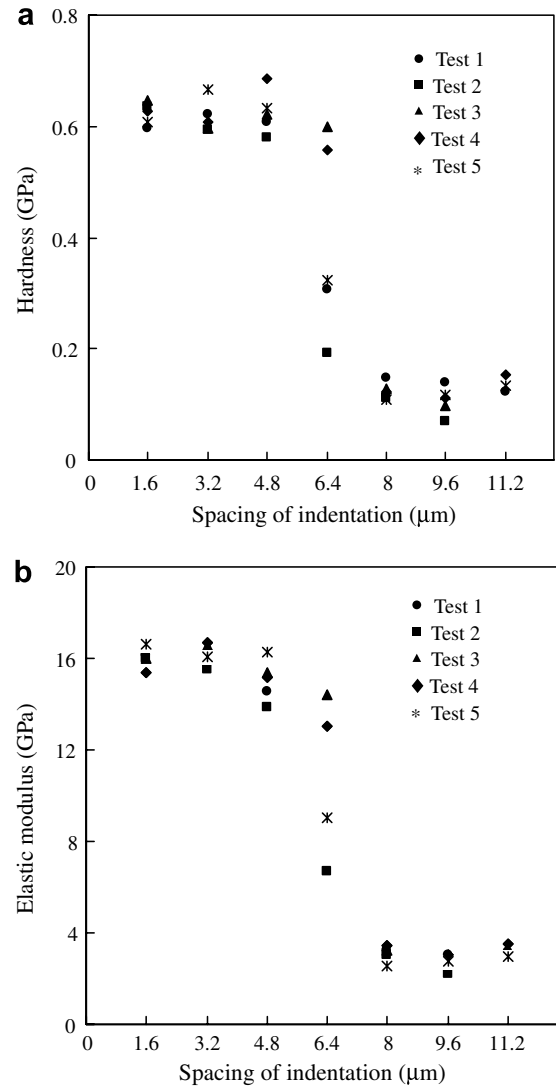 a
0.8
0.6
0.4
0.2
0
Hardness (GPa)
Test 1
Test 2
Test 3
Test 4
Test 5
0 1.6 3.2 4.8 6.4 8 9.6 11.2
Spacing of indentation (μm)
b
20
16
12
8
4
0
Elastic modulus (GPa)
Test 1
Test 2
Test 3
Test 4
Test 5
0 1.6 3.2 4.8 6.4 8 9.6 11.2
Spacing of indentation (μm)